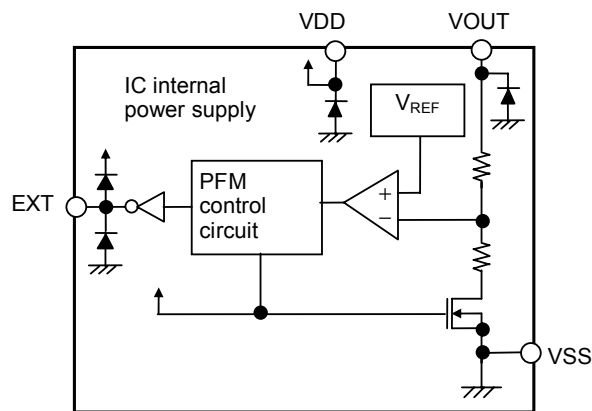 VDD
VOUT
IC internal
power supply
VREF
EXT
PFM
control
circuit
+
−
VSS